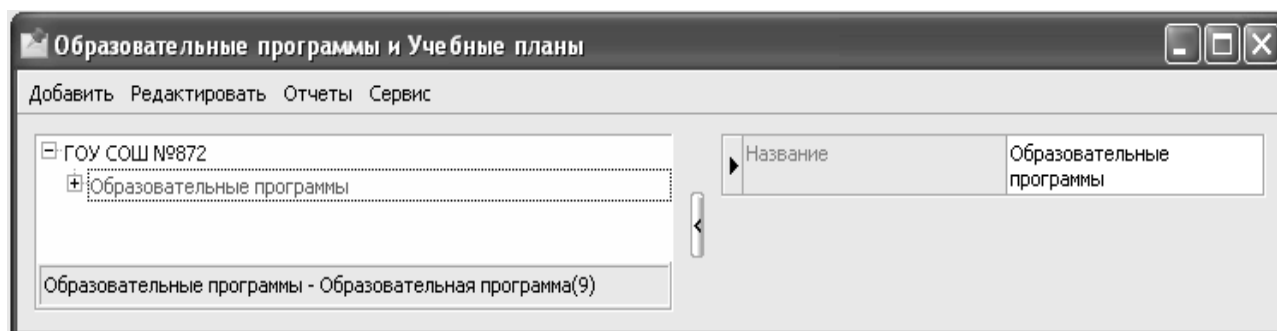 Образовательные программы и Учебные планы
Добавить Редактировать Отчеты Сервис
ГОУ СОШ №872
Образовательные программы
Образовательные программы - Образовательная программа(9)
Название
Образовательные
программы